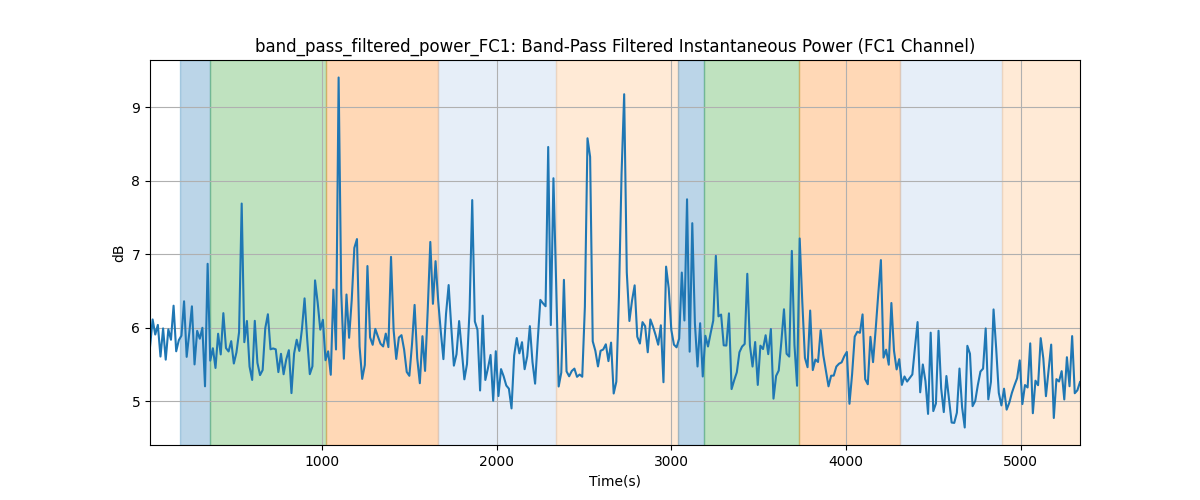 band_pass_filtered_power_FC1: Band-Pass Filtered Instantaneous Power (FC1 Channel)
9
8
7
6
5
dB
1000 2000 3000 4000 5000
Time(s)